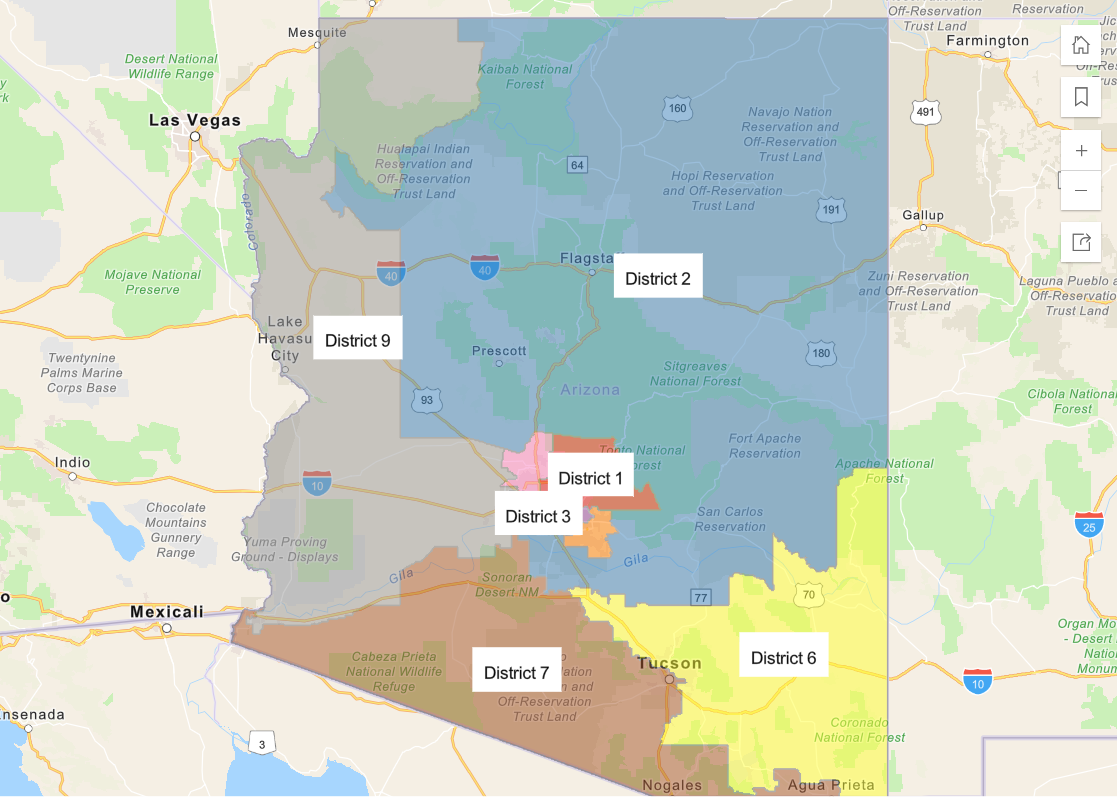 Reservation
and
Off-Reservation
Trust Land
Reservation
Mesquite
Farmington
Desert National
Wildlife Range
Kaibab National
Forest
160
Navajo Nation
Reservation and
Off-Reservation
Trust Land
491
Las Vegas
Hualapai Indian
Reservation and
Off-Reservation
Trust Land
64
Hopi Reservation
and Off-Reservation
Trust Land
191
Gallup
Colorado
Mojave National
Preserve
40
40
Flagsta
District 2
Zuni Reservation
and Off-Reservation
Trust Land
Laguna Pueblo a
Off-Reservatio
Trust Land
Lake
Havasu
City
District 9
Prescott
180
Twentynine
Palms Marine
Corps Base
Arizona
Sitgreaves
National Forest
93
Cibola National
Forest
Tonto National
orest
Fort Apache
Reservation
Indio
10
District 1
Apache National
Forest
District 3
Chocolate
Mountains
Gunnery
Range
San Carlos
Reservation
25
Yuma Proving
Ground - Displays
Gila
Gila
Sonoran
Desert NM
77
70
o
Mexicali
Organ Mo
- Desert
Natio
Monum
Cabeza Prieta
National Wildlife
Refuge
District 7
o
ation
n and
Off-Reservation
Trust Land
Tucson
District 6
10
nsenada
3
Coronado
National Forest
Nogales
Agua Prieta